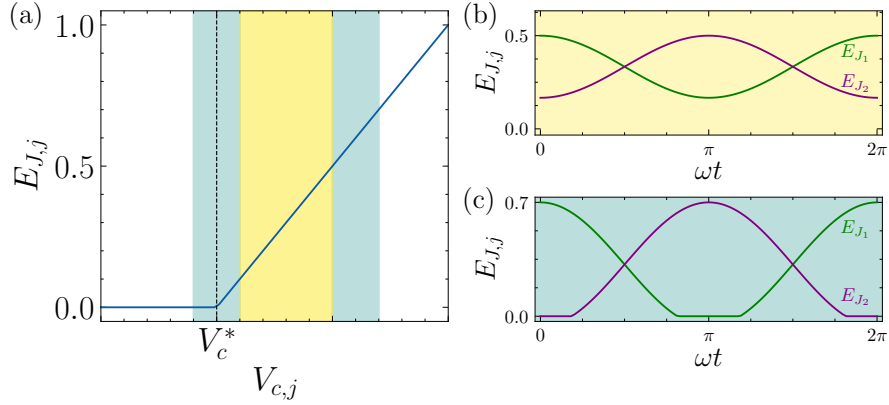 (a)
1.0
0.5
0.0
E_{J,j}
V_c^*
V_{c,j}
(b)
0.5
0.0
E_{J,j}
E_{J_1}
E_{J_2}
0
π
2π
ωt
(c)
0.7
0.0
E_{J,j}
E_{J_1}
E_{J_2}
0
π
2π
ωt